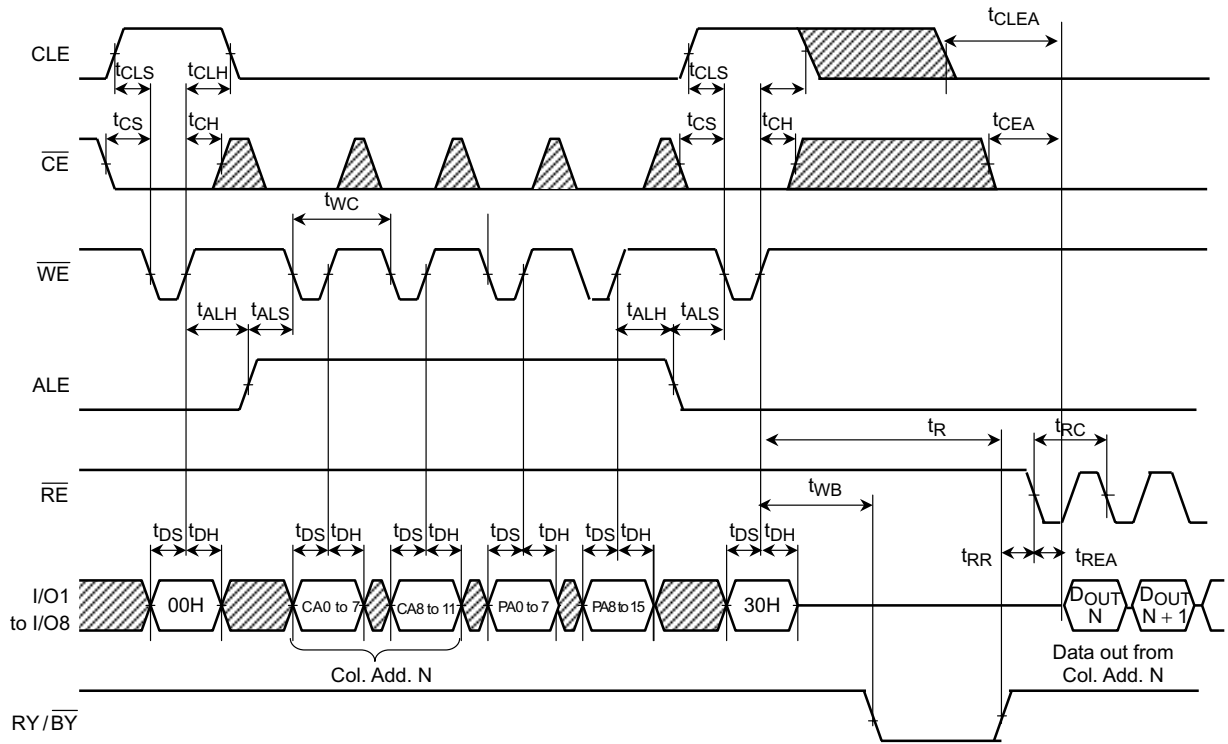 CLE
tCLS
tCLH
tCLS
tCLEA
tCS
tCH
tCS
tCH
tCEA
CE
tWC
WE
tALH
tALS
tALH
tALS
ALE
tR
tRC
RE
tWB
tDS
tDH
tDS
tDH
tDS
tDH
tDS
tDH
tDS
tDH
tDS
tDH
tRR
tREA
I/O1
to I/O8
00H
CA0 to 7
CA8 to 11
PA0 to 7
PA8 to 15
30H
DOUT
N
DOUT
N + 1
Col. Add. N
Data out from
Col. Add. N
RY/BY